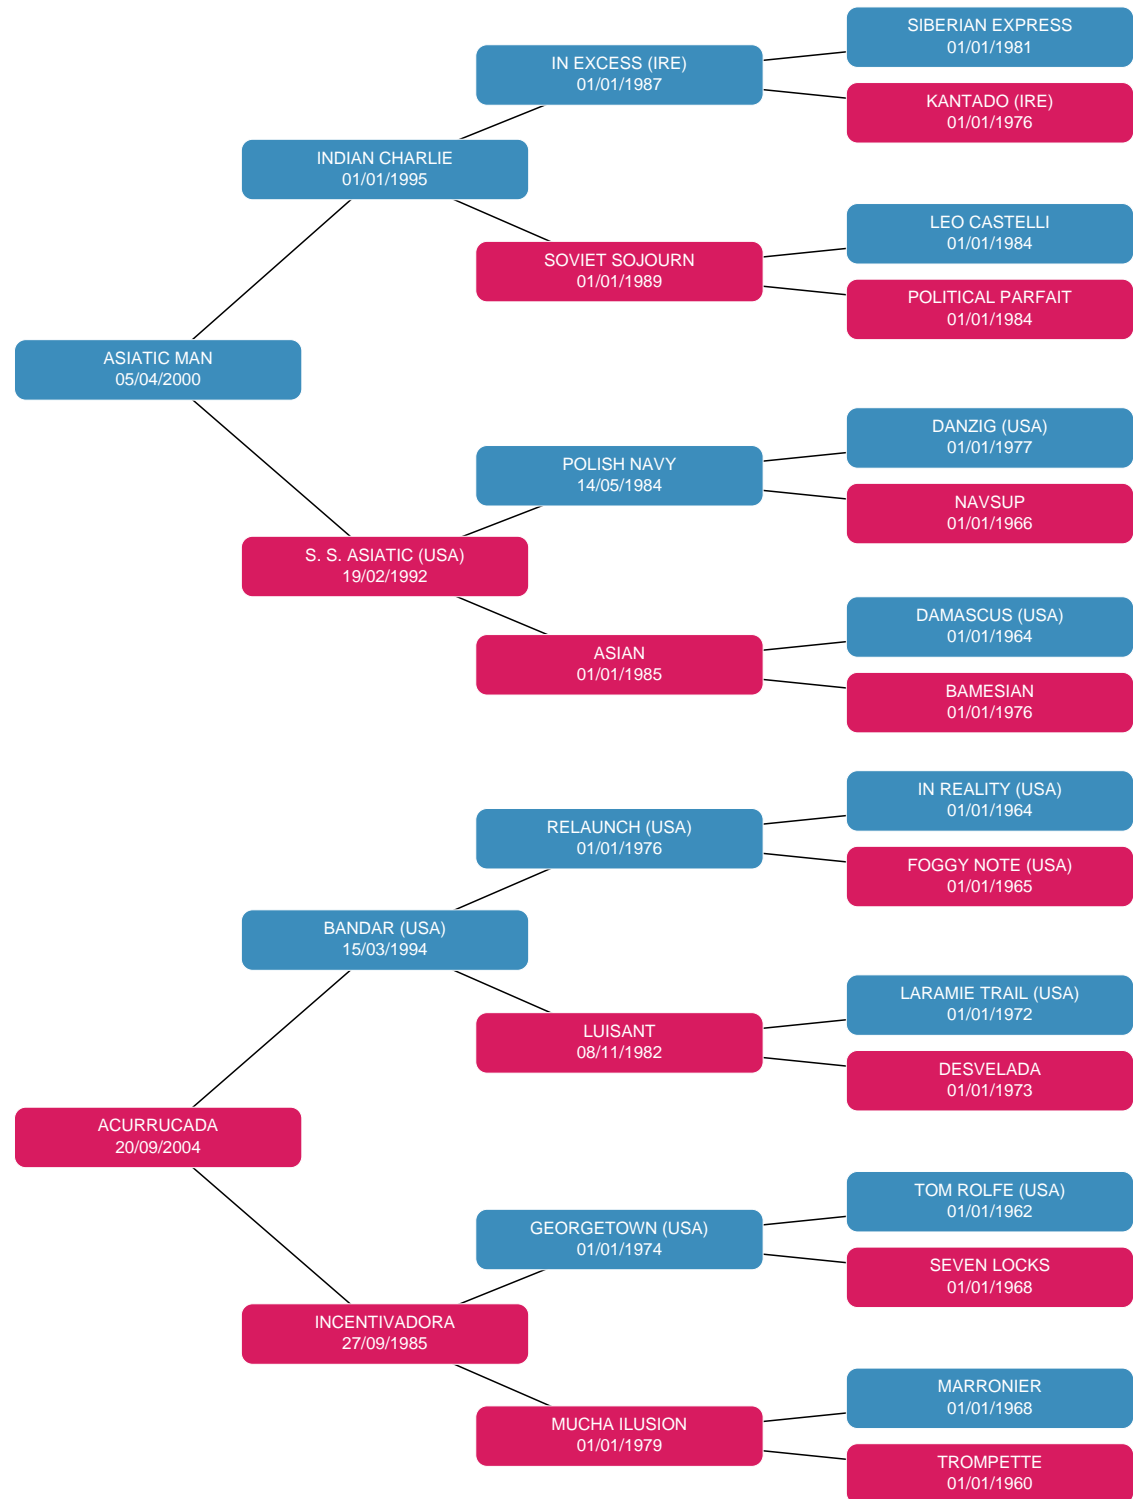 SIBERIAN EXPRESS
01/01/1981
IN EXCESS (IRE)
01/01/1987
KANTADO (IRE)
01/01/1976
INDIAN CHARLIE
01/01/1995
LEO CASTELLI
01/01/1984
SOVIET SOJOURN
01/01/1989
POLITICAL PARFAIT
01/01/1984
ASIATIC MAN
05/04/2000
DANZIG (USA)
01/01/1977
POLISH NAVY
14/05/1984
NAVSUP
01/01/1966
S. S. ASIATIC (USA)
19/02/1992
DAMASCUS (USA)
01/01/1964
ASIAN
01/01/1985
BAMESIAN
01/01/1976
IN REALITY (USA)
01/01/1964
RELAUNCH (USA)
01/01/1976
FOGGY NOTE (USA)
01/01/1965
BANDAR (USA)
15/03/1994
LARAMIE TRAIL (USA)
01/01/1972
LUISANT
08/11/1982
DESVELADA
01/01/1973
ACURRUCADA
20/09/2004
TOM ROLFE (USA)
01/01/1962
GEORGETOWN (USA)
01/01/1974
SEVEN LOCKS
01/01/1968
INCENTIVADORA
27/09/1985
MARRONIER
01/01/1968
MUCHA ILUSION
01/01/1979
TROMPETTE
01/01/1960